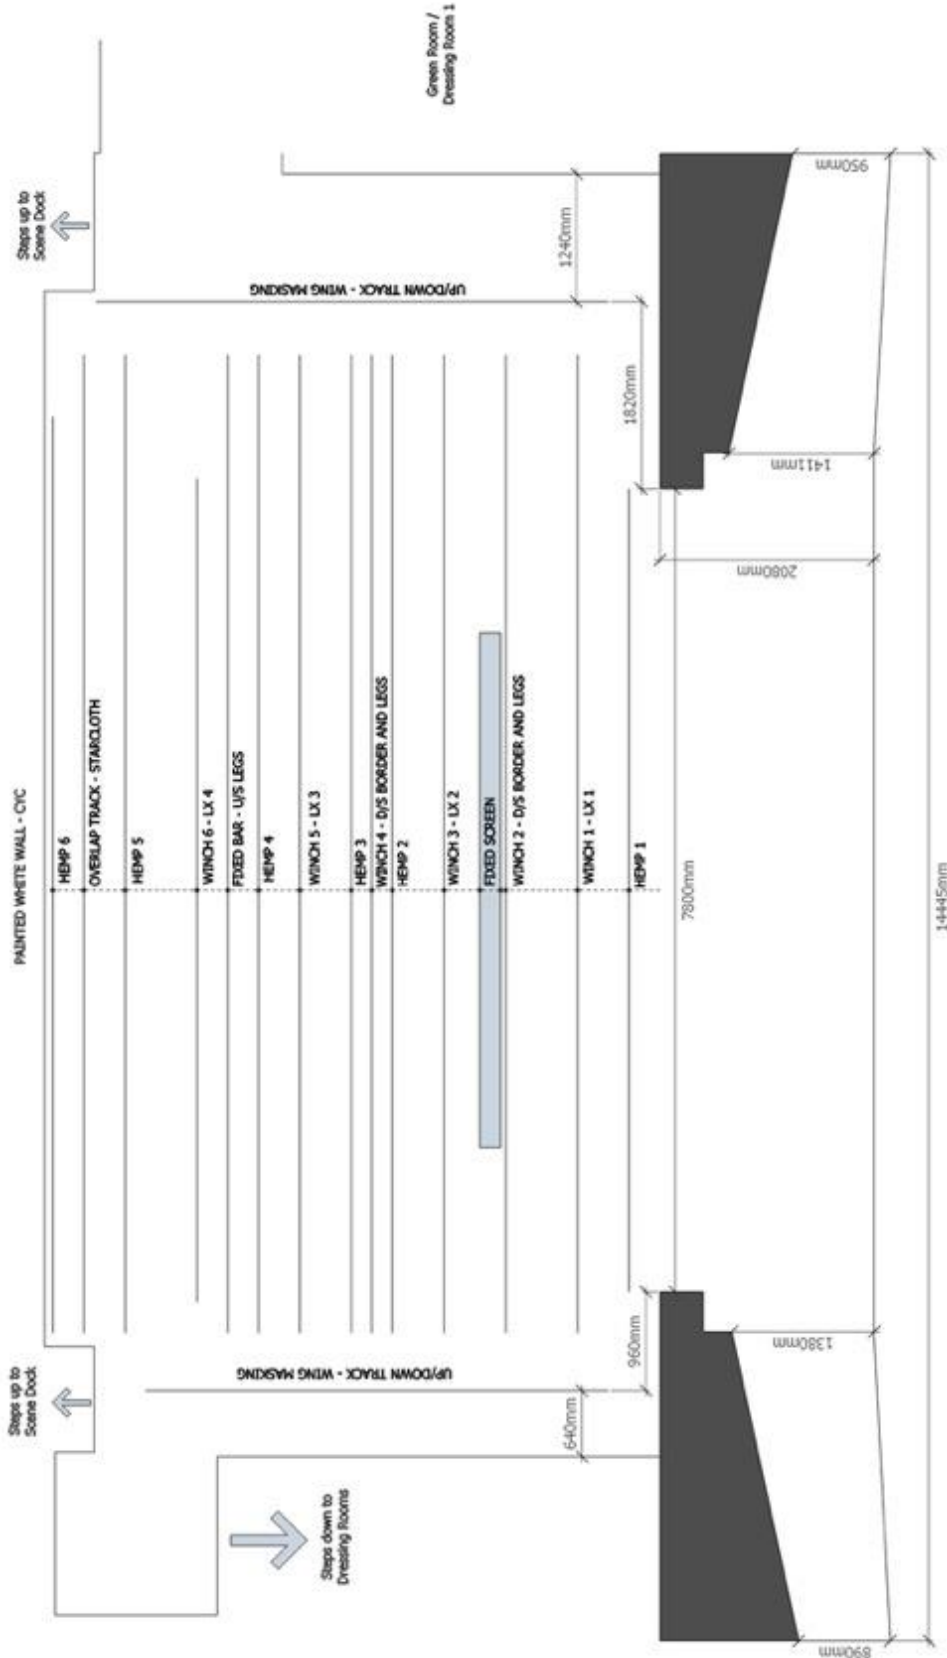 PAINTED WHITE WALL - CYC
Steps up to
Scene Dock
Steps up to
Scene Dock
Green Room /
Dressing Room 1
HEMP 6
OVERLAP TRACK - STARCLOTH
HEMP 5
WINCH 6 - LX 4
FIXED BAR - U/S LEGS
HEMP 4
WINCH 5 - LX 3
HEMP 3
WINCH 4 - D/S BORDER AND LEGS
HEMP 2
WINCH 3 - LX 2
FIXED SCREEN
WINCH 2 - D/S BORDER AND LEGS
WINCH 1 - LX 1
HEMP 1
UP/DOWN TRACK - WING MASKING
UP/DOWN TRACK - WING MASKING
Steps down to
Dressing Rooms
640mm
960mm
1240mm
1820mm
7800mm
2080mm
1380mm
1411mm
890mm
950mm
14445mm